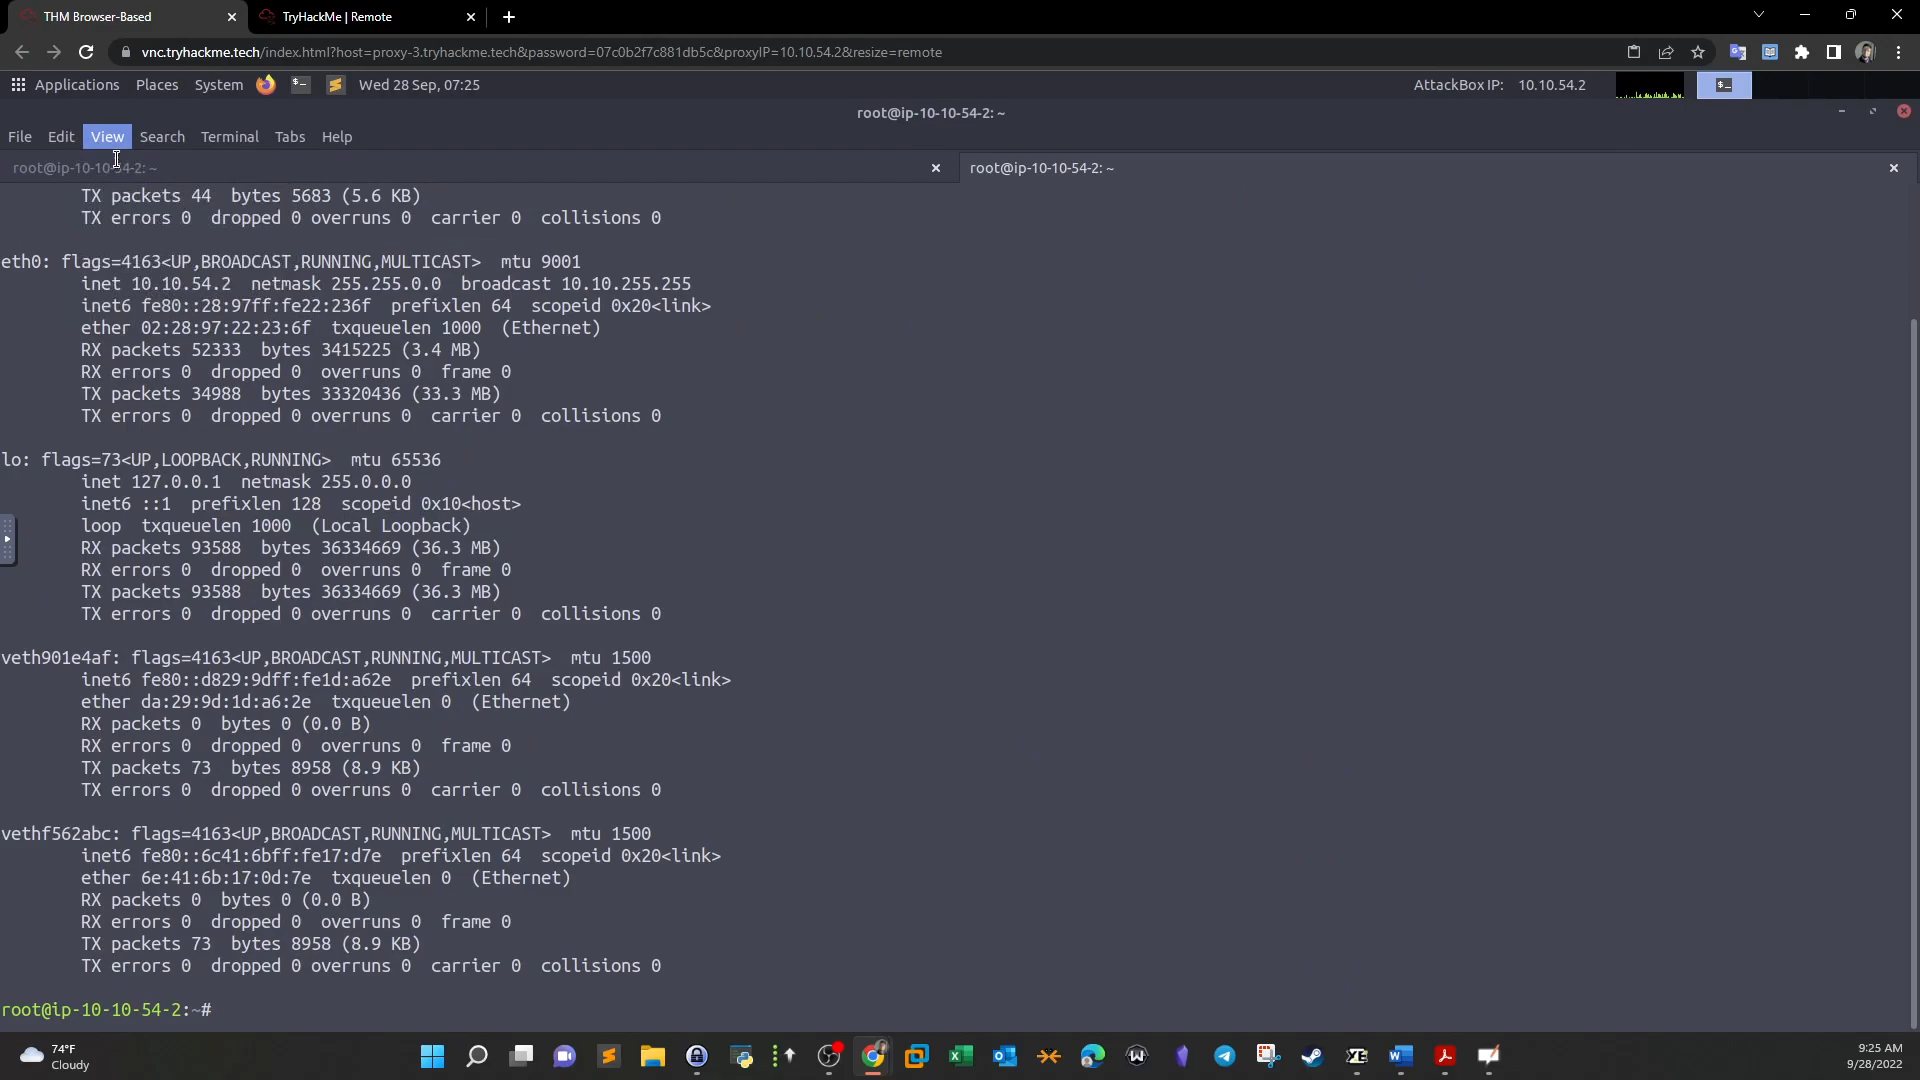 THM Browser-Based
TryHackMe | Remote
vnc.tryhackme.tech/index.html?host=proxy-3.tryhackme.tech&password=07c0b2f7c881db5c&proxyIP=10.10.54.2&resize=remote
Applications Places System Wed 28 Sep, 07:25 AttackBox IP: 10.10.54.2
root@ip-10-10-54-2: ~
File Edit View Search Terminal Tabs Help
root@ip-10-10-54-2: ~ root@ip-10-10-54-2: ~
TX packets 44  bytes 5683 (5.6 KB)
TX errors 0  dropped 0 overruns 0  carrier 0  collisions 0
eth0: flags=4163<UP,BROADCAST,RUNNING,MULTICAST>  mtu 9001
inet 10.10.54.2  netmask 255.255.0.0  broadcast 10.10.255.255
inet6 fe80::28:97ff:fe22:236f  prefixlen 64  scopeid 0x20<link>
ether 02:28:97:22:23:6f  txqueuelen 1000  (Ethernet)
RX packets 52333  bytes 3415225 (3.4 MB)
RX errors 0  dropped 0  overruns 0  frame 0
TX packets 34988  bytes 33320436 (33.3 MB)
TX errors 0  dropped 0 overruns 0  carrier 0  collisions 0
lo: flags=73<UP,LOOPBACK,RUNNING>  mtu 65536
inet 127.0.0.1  netmask 255.0.0.0
inet6 ::1  prefixlen 128  scopeid 0x10<host>
loop  txqueuelen 1000  (Local Loopback)
RX packets 93588  bytes 36334669 (36.3 MB)
RX errors 0  dropped 0  overruns 0  frame 0
TX packets 93588  bytes 36334669 (36.3 MB)
TX errors 0  dropped 0 overruns 0  carrier 0  collisions 0
veth901e4af: flags=4163<UP,BROADCAST,RUNNING,MULTICAST>  mtu 1500
inet6 fe80::d829:9dff:fe1d:a62e  prefixlen 64  scopeid 0x20<link>
ether da:29:9d:1d:a6:2e  txqueuelen 0  (Ethernet)
RX packets 0  bytes 0 (0.0 B)
RX errors 0  dropped 0  overruns 0  frame 0
TX packets 73  bytes 8958 (8.9 KB)
TX errors 0  dropped 0 overruns 0  carrier 0  collisions 0
vethf562abc: flags=4163<UP,BROADCAST,RUNNING,MULTICAST>  mtu 1500
inet6 fe80::6c41:6bff:fe17:d7e  prefixlen 64  scopeid 0x20<link>
ether 6e:41:6b:17:0d:7e  txqueuelen 0  (Ethernet)
RX packets 0  bytes 0 (0.0 B)
RX errors 0  dropped 0  overruns 0  frame 0
TX packets 73  bytes 8958 (8.9 KB)
TX errors 0  dropped 0 overruns 0  carrier 0  collisions 0
root@ip-10-10-54-2:~#
74°F
Cloudy
9:25 AM
9/28/2022